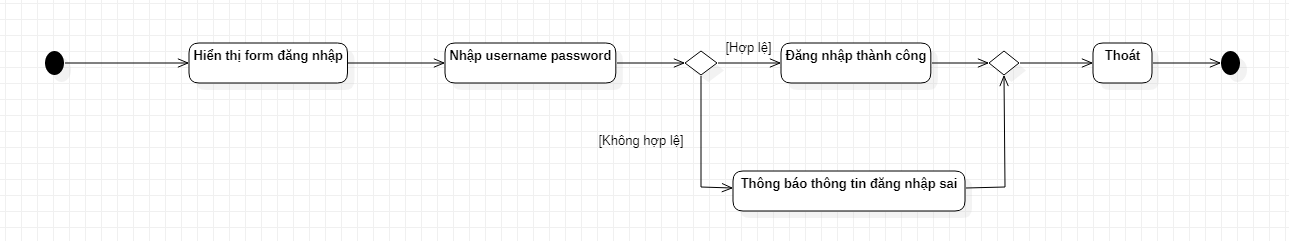 Hiển thị form đăng nhập
Nhập username password
[Hợp lệ]
Đăng nhập thành công
Thoát
[Không hợp lệ]
Thông báo thông tin đăng nhập sai